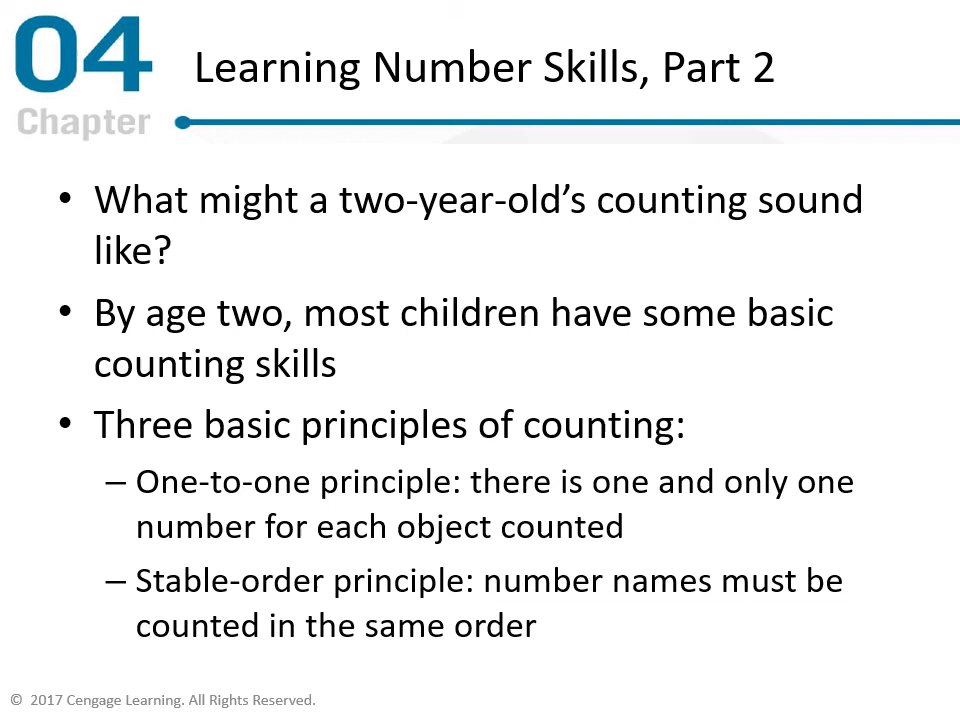 04
Chapter
Learning Number Skills, Part 2
• What might a two-year-old’s counting sound
like?
• By age two, most children have some basic
counting skills
• Three basic principles of counting:
– One-to-one principle: there is one and only one
number for each object counted
– Stable-order principle: number names must be
counted in the same order
© 2017 Cengage Learning. All Rights Reserved.